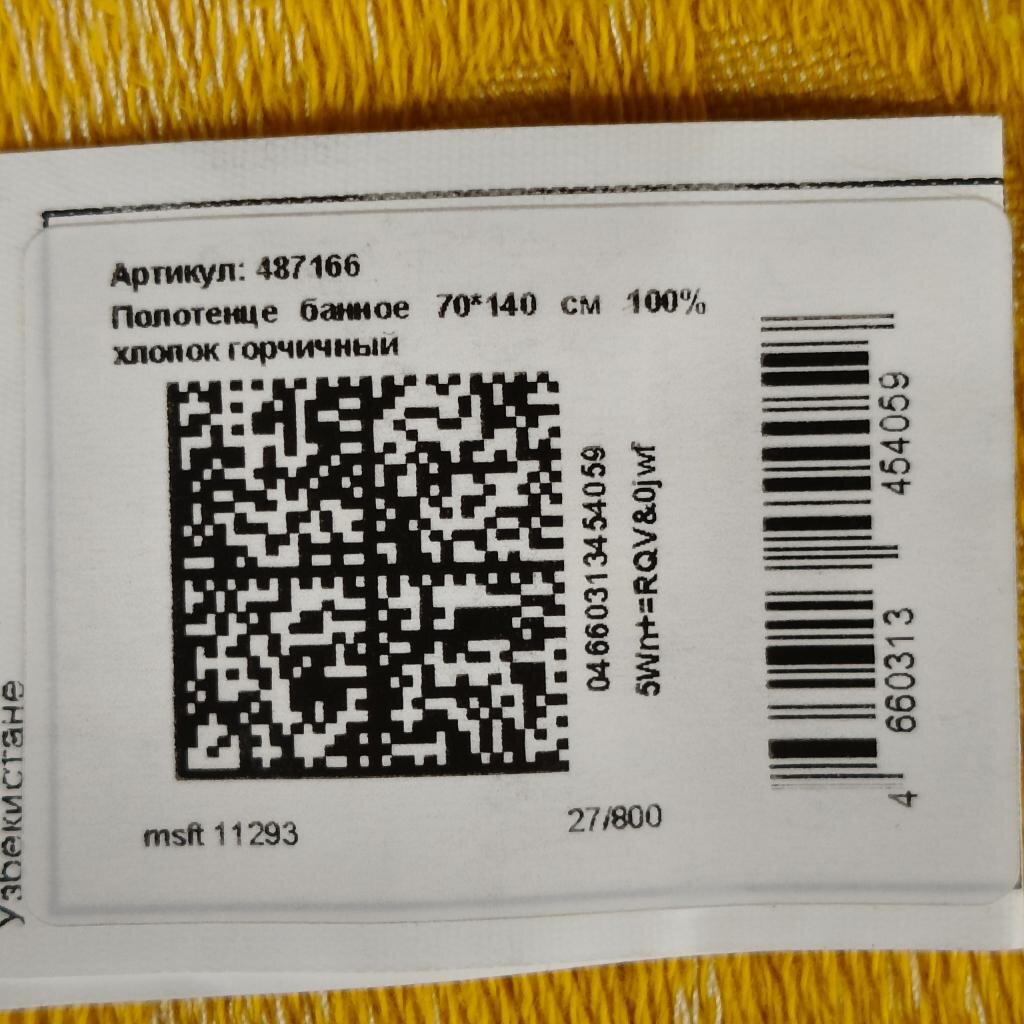 Артикул: 487166
Полотенце банное 70*140 см 100%
хлопок горчичный
04660313454059
5Wn+=RQV&0jwf
4 660313 454059
msft 11293
27/800
Узбекистане